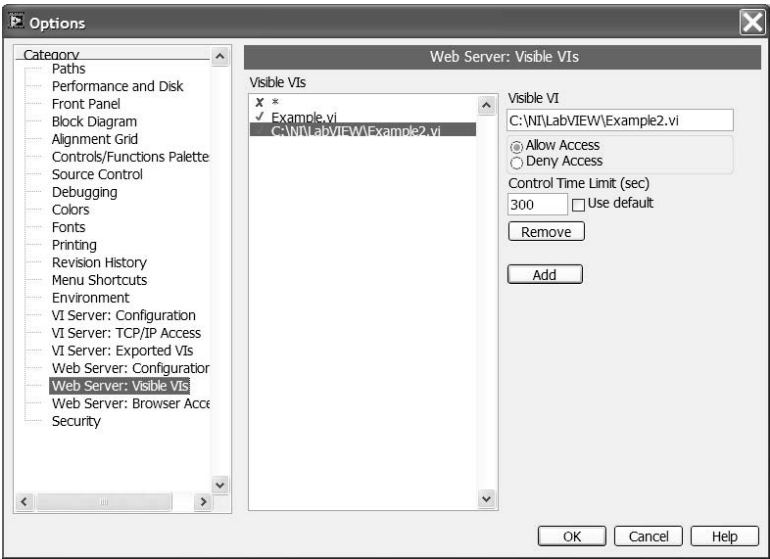 Options
Category
Paths
Performance and Disk
Front Panel
Block Diagram
Alignment Grid
Controls/Functions Palette
Source Control
Debugging
Colors
Fonts
Printing
Revision History
Menu Shortcuts
Environment
VI Server: Configuration
VI Server: TCP/IP Access
VI Server: Exported VIs
Web Server: Configuration
Web Server: Visible VIs
Web Server: Browser Acce
Security
Web Server: Visible VIs
Visible VIs
✗ *
✓ Example.vi
C:\NI\LabVIEW\Example2.vi
Visible VI
C:\NI\LabVIEW\Example2.vi
Allow Access
Deny Access
Control Time Limit (sec)
300 Use default
Remove
Add
OK Cancel Help